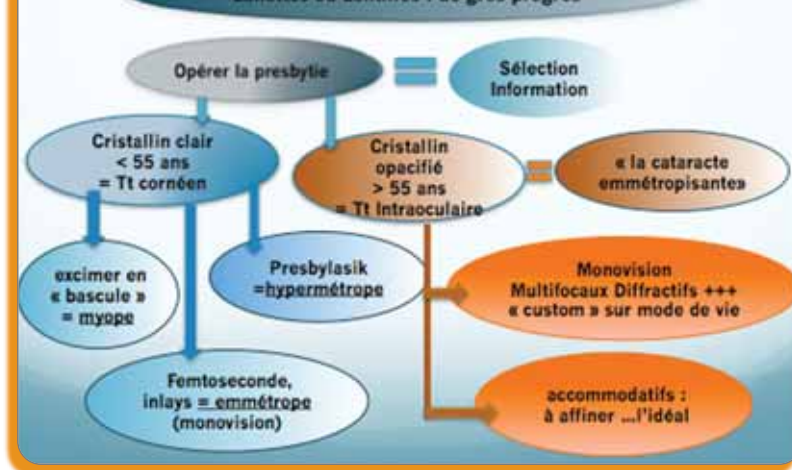 Opérer la presbytie
Sélection
Information
Cristallin clair
< 55 ans
= Tt cornéen
Cristallin
opacifié
> 55 ans
= Tt Intraoculaire
« la cataracte
emmétropisante»
excimer en
« bascule »
= myope
Presbylasik
=hypermétrope
Monovision
Multifocaux Diffractifs +++
« custom » sur mode de vie
Femtoseconde,
inlays = emmétrope
(monovision)
accommodatifs :
à affiner ...l'idéal